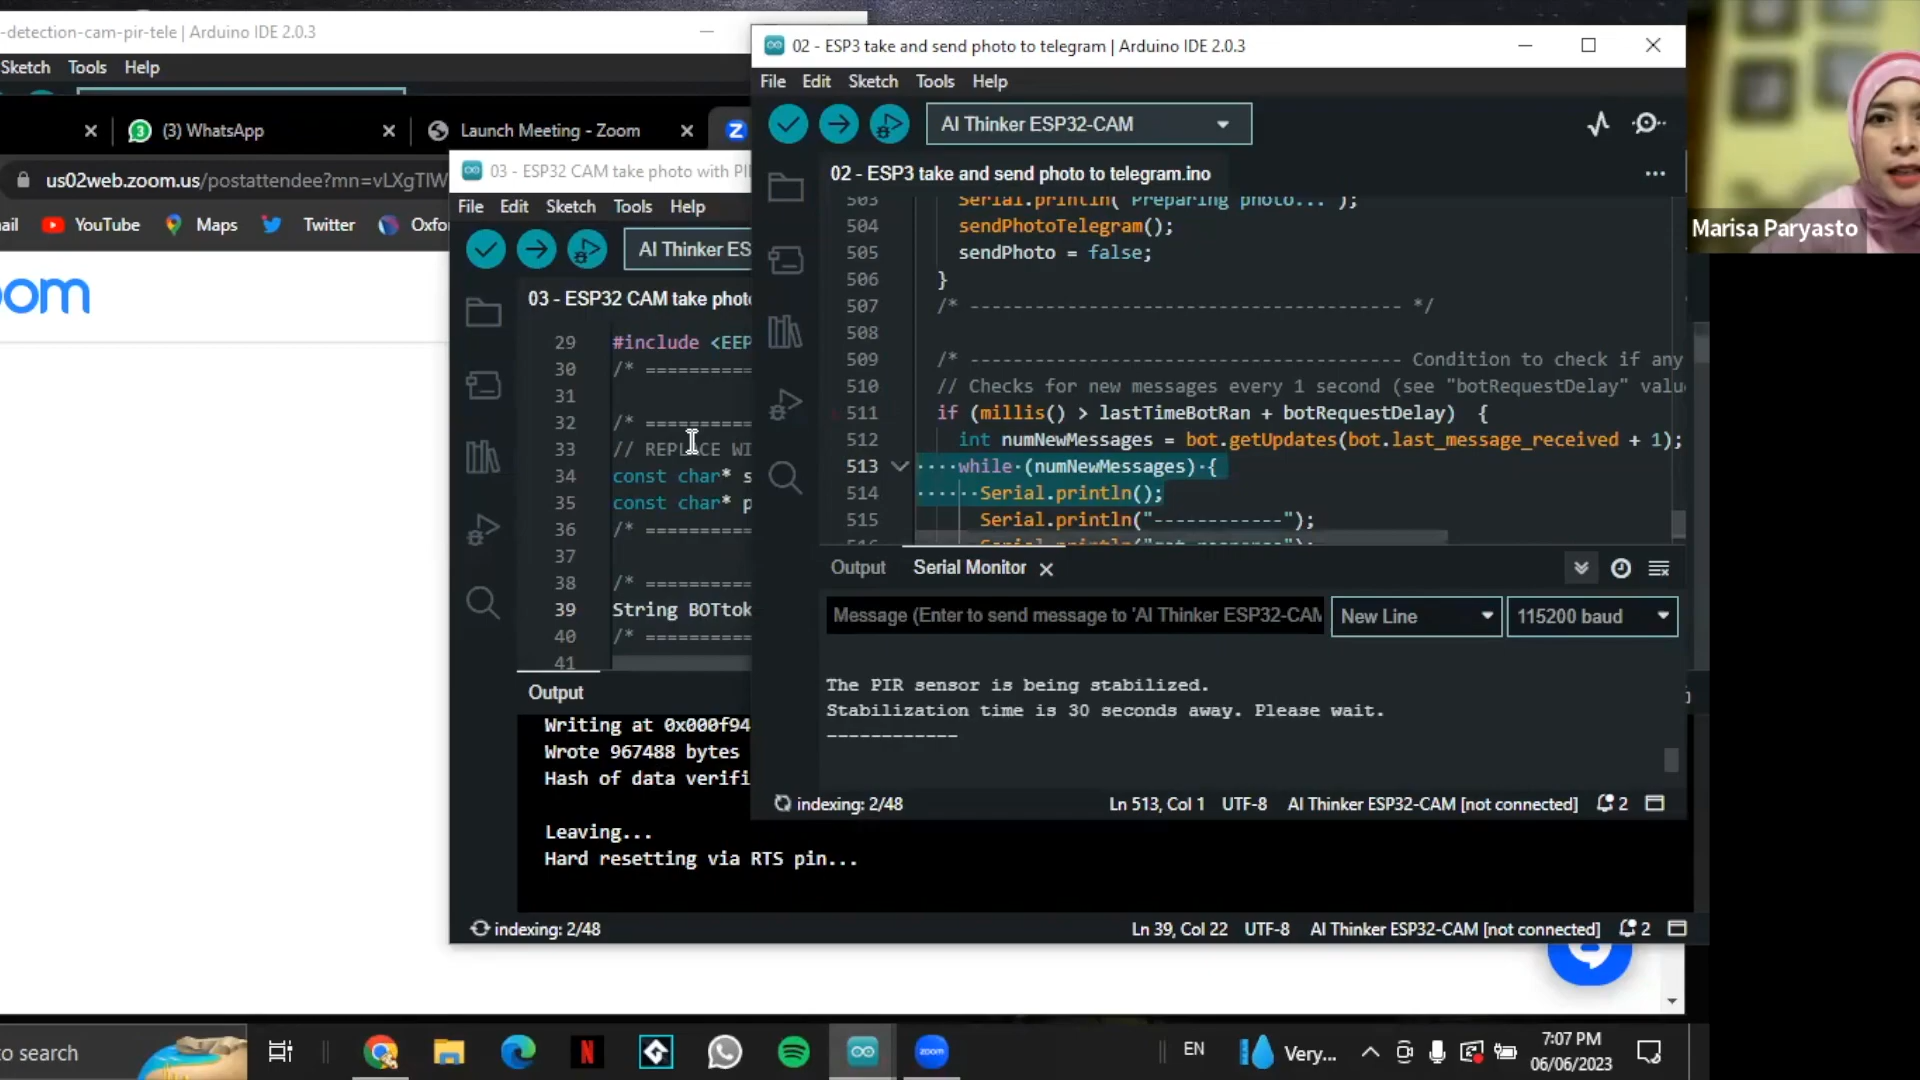 -detection-cam-pir-tele | Arduino IDE 2.0.3
Sketch Tools Help
(3) WhatsApp
Launch Meeting - Zoom
us02web.zoom.us/postattendee?mn=vLXgTlW
YouTube
Maps
Twitter
02 - ESP3 take and send photo to telegram | Arduino IDE 2.0.3
File Edit Sketch Tools Help
AI Thinker ESP32-CAM
02 - ESP3 take and send photo to telegram.ino
503 Serial.println("Preparing photo...");
504 sendPhotoTelegram();
505 sendPhoto = false;
506 }
507 /* ---------------------------------------- */
508
509 /* ---------------------------------------- Condition to check if any
510 // Checks for new messages every 1 second (see "botRequestDelay" valu
511 if (millis() > lastTimeBotRan + botRequestDelay) {
512 int numNewMessages = bot.getUpdates(bot.last_message_received + 1);
513 while (numNewMessages) {
514 Serial.println();
515 Serial.println("------------");
Output Serial Monitor
Message (Enter to send message to 'AI Thinker ESP32-CAM
New Line
115200 baud
The PIR sensor is being stabilized.
Stabilization time is 30 seconds away. Please wait.
------------
indexing: 2/48
Ln 513, Col 1 UTF-8 AI Thinker ESP32-CAM [not connected] 2
Marisa Paryasto
03 - ESP32 CAM take photo with PI
File Edit Sketch Tools Help
AI Thinker ES
03 - ESP32 CAM take photo
29 #include <EEP
30 /* ==========
31
32 /* ==========
33 // REPLACE WI
34 const char* s
35 const char* p
36 /* ==========
37
38 /* ==========
39 String BOTtok
40 /* ==========
41
Output
Writing at 0x000f94
Wrote 967488 bytes
Hash of data verifi
Leaving...
Hard resetting via RTS pin...
indexing: 2/48
Ln 39, Col 22 UTF-8 AI Thinker ESP32-CAM [not connected] 2
to search
zoom
EN
Very...
7:07 PM
06/06/2023